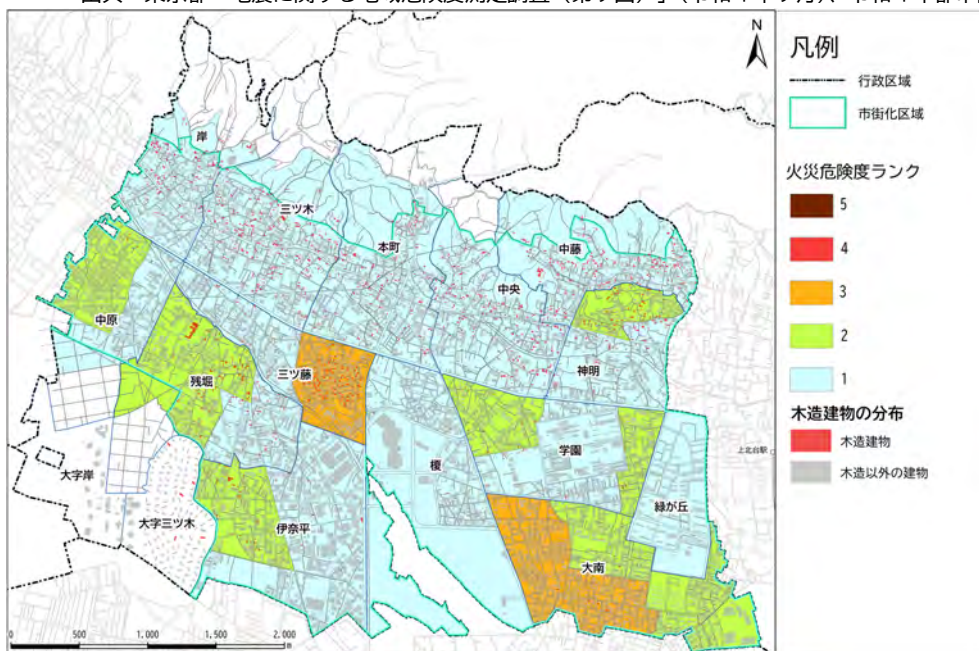 N
凡例
行政区域
市街化区域
火災危険度ランク
5
4
3
2
1
木造建物の分布
木造建物
木造以外の建物
岸
三ツ木
本町
中藤
中央
中原
神明
残堀
三ツ藤
榎
学園
上北台駅
大字岸
緑が丘
大字三ツ木
伊奈平
大南
0 500 1,000 1,500 2,000
m